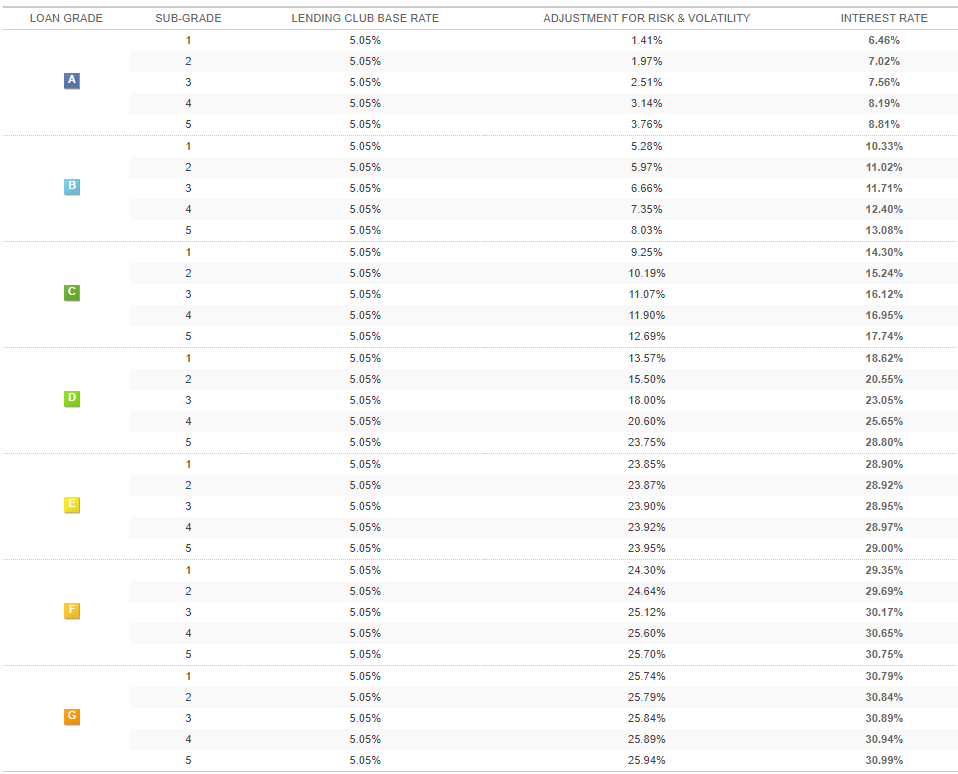 LOAN GRADE SUB-GRADE LENDING CLUB BASE RATE ADJUSTMENT FOR RISK & VOLATILITY INTEREST RATE
1 5.05% 1.41% 6.46%
2 5.05% 1.97% 7.02%
A 3 5.05% 2.51% 7.56%
4 5.05% 3.14% 8.19%
5 5.05% 3.76% 8.81%
1 5.05% 5.28% 10.33%
2 5.05% 5.97% 11.02%
B 3 5.05% 6.66% 11.71%
4 5.05% 7.35% 12.40%
5 5.05% 8.03% 13.08%
1 5.05% 9.25% 14.30%
2 5.05% 10.19% 15.24%
C 3 5.05% 11.07% 16.12%
4 5.05% 11.90% 16.95%
5 5.05% 12.69% 17.74%
1 5.05% 13.57% 18.62%
2 5.05% 15.50% 20.55%
D 3 5.05% 18.00% 23.05%
4 5.05% 20.60% 25.65%
5 5.05% 23.75% 28.80%
1 5.05% 23.85% 28.90%
2 5.05% 23.87% 28.92%
E 3 5.05% 23.90% 28.95%
4 5.05% 23.92% 28.97%
5 5.05% 23.95% 29.00%
1 5.05% 24.30% 29.35%
2 5.05% 24.64% 29.69%
F 3 5.05% 25.12% 30.17%
4 5.05% 25.60% 30.65%
5 5.05% 25.70% 30.75%
1 5.05% 25.74% 30.79%
2 5.05% 25.79% 30.84%
G 3 5.05% 25.84% 30.89%
4 5.05% 25.89% 30.94%
5 5.05% 25.94% 30.99%